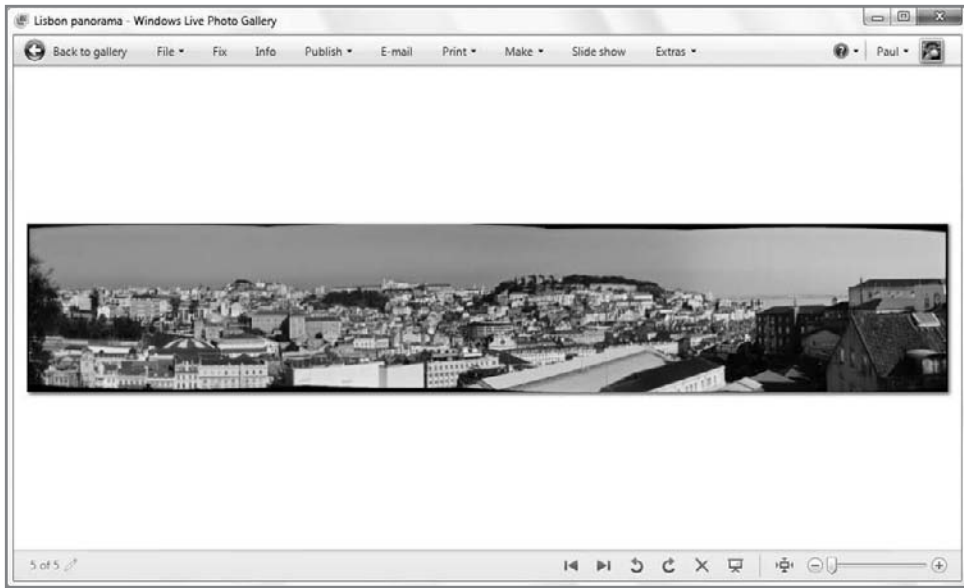 Lisbon panorama - Windows Live Photo Gallery
Back to gallery File Fix Info Publish E-mail Print Make Slide show Extras Paul
5 of 5